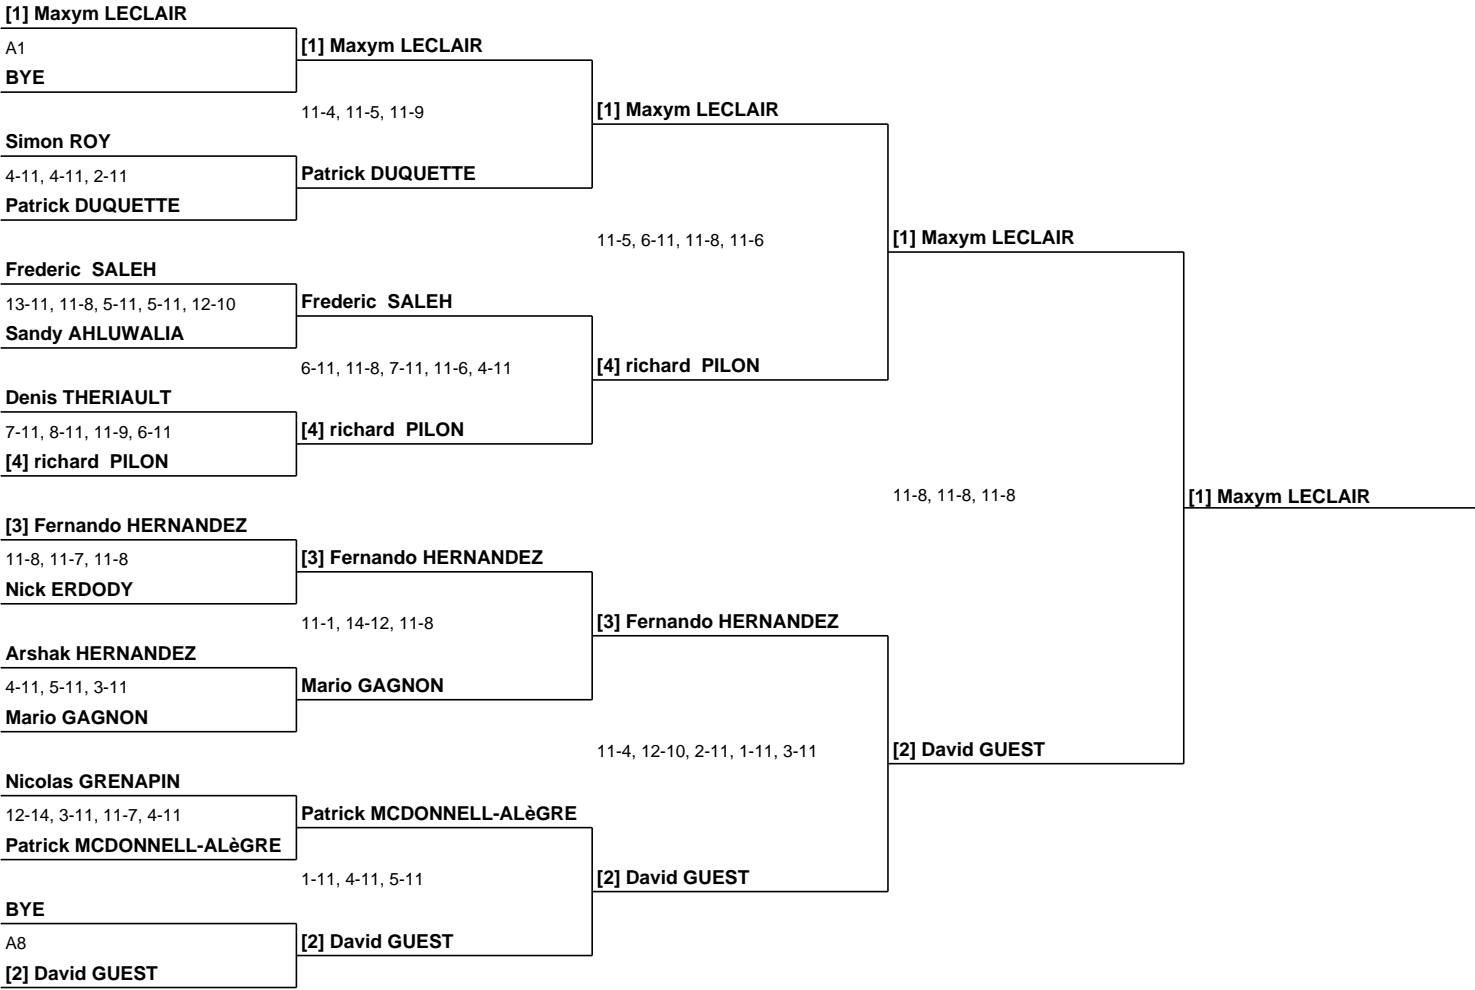 [1] Maxym LECLAIR
A1
BYE
Simon ROY
4-11, 4-11, 2-11
Patrick DUQUETTE
Frederic  SALEH
13-11, 11-8, 5-11, 5-11, 12-10
Sandy AHLUWALIA
Denis THERIAULT
7-11, 8-11, 11-9, 6-11
[4] richard  PILON
[3] Fernando HERNANDEZ
11-8, 11-7, 11-8
Nick ERDODY
Arshak HERNANDEZ
4-11, 5-11, 3-11
Mario GAGNON
Nicolas GRENAPIN
12-14, 3-11, 11-7, 4-11
Patrick MCDONNELL-ALèGRE
BYE
A8
[2] David GUEST
[1] Maxym LECLAIR
11-4, 11-5, 11-9
Patrick DUQUETTE
Frederic  SALEH
6-11, 11-8, 7-11, 11-6, 4-11
[4] richard  PILON
[3] Fernando HERNANDEZ
11-1, 14-12, 11-8
Mario GAGNON
Patrick MCDONNELL-ALèGRE
1-11, 4-11, 5-11
[2] David GUEST
[1] Maxym LECLAIR
11-5, 6-11, 11-8, 11-6
[4] richard  PILON
[3] Fernando HERNANDEZ
11-4, 12-10, 2-11, 1-11, 3-11
[2] David GUEST
[1] Maxym LECLAIR
11-8, 11-8, 11-8
[2] David GUEST
[1] Maxym LECLAIR